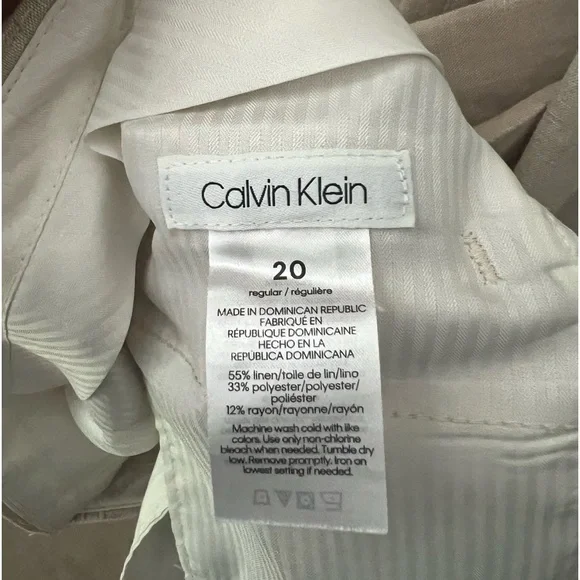 Calvin Klein
20
regular / régulière
MADE IN DOMINICAN REPUBLIC
FABRIQUÉ EN
RÉPUBLIQUE DOMINICAINE
HECHO EN LA
REPÚBLICA DOMINICANA
55% linen/toile de lin/lino
33% polyester/polyester/
poliéster
12% rayon/rayonne/rayón
Machine wash cold with like
colors. Use only non-chlorine
bleach when needed. Tumble dry
low. Remove promptly. Iron on
lowest setting if needed.